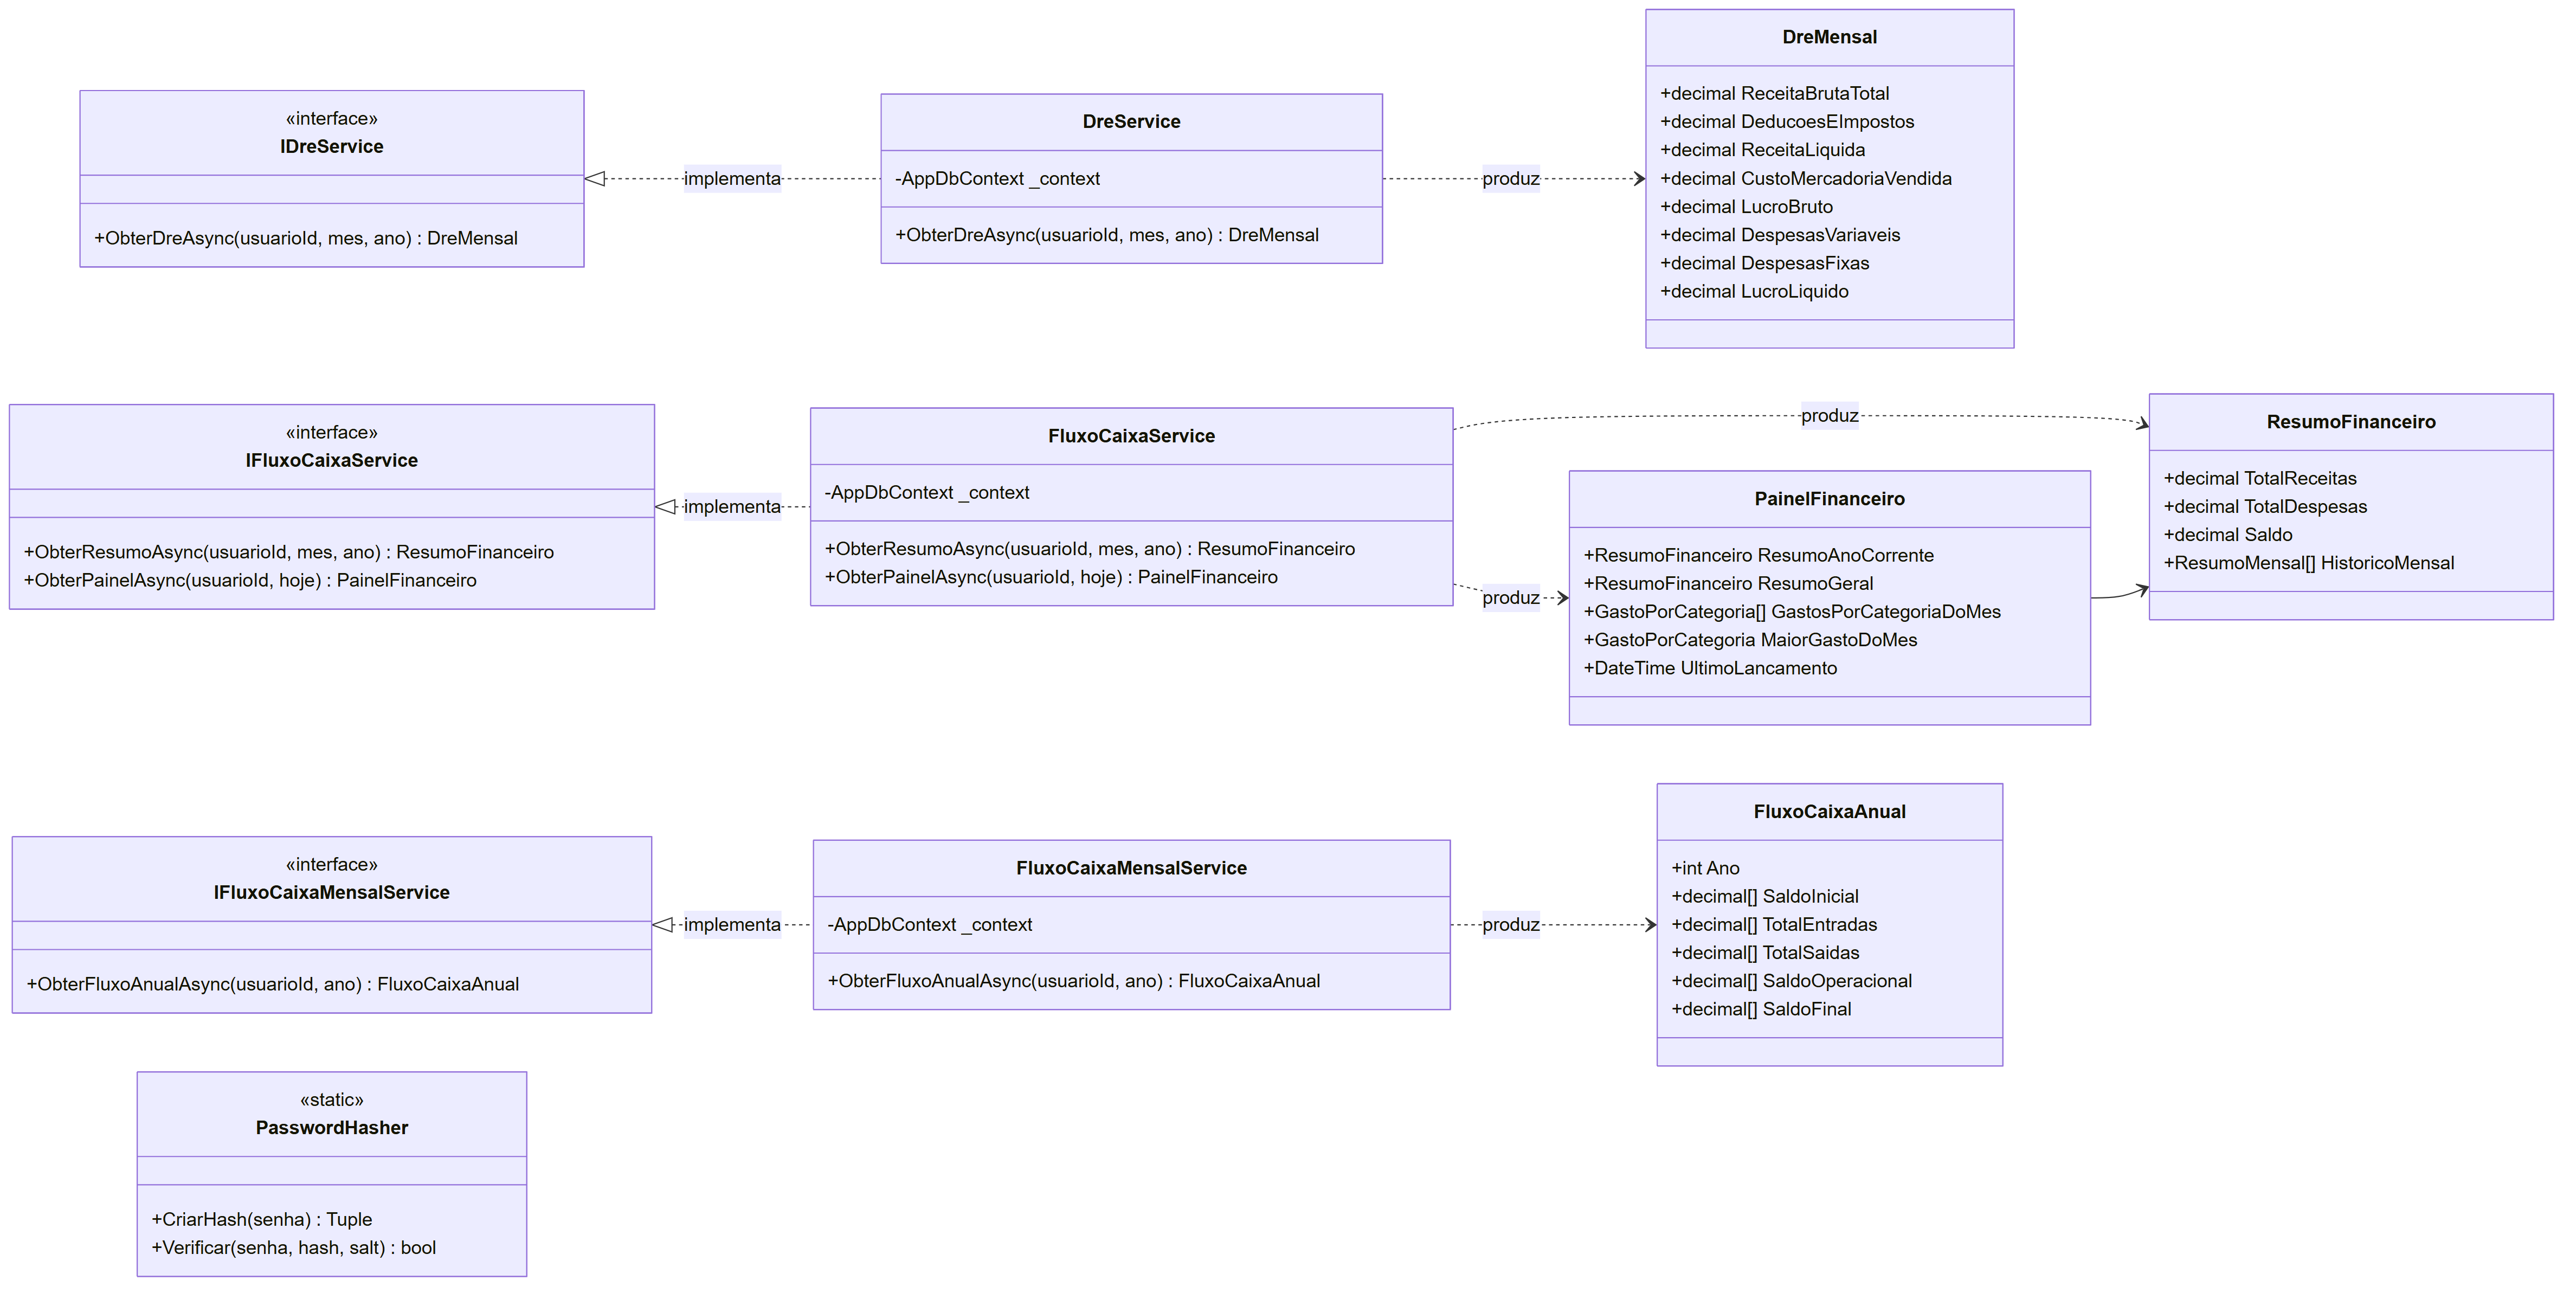 «interface»
IDreService
+ObterDreAsync(usuarioId, mes, ano) : DreMensal
implementa
DreService
-AppDbContext _context
+ObterDreAsync(usuarioId, mes, ano) : DreMensal
produz
DreMensal
+decimal ReceitaBrutaTotal
+decimal DeducoesEImpostos
+decimal ReceitaLiquida
+decimal CustoMercadoriaVendida
+decimal LucroBruto
+decimal DespesasVariaveis
+decimal DespesasFixas
+decimal LucroLiquido
«interface»
IFluxoCaixaService
+ObterResumoAsync(usuarioId, mes, ano) : ResumoFinanceiro
+ObterPainelAsync(usuarioId, hoje) : PainelFinanceiro
implementa
FluxoCaixaService
-AppDbContext _context
+ObterResumoAsync(usuarioId, mes, ano) : ResumoFinanceiro
+ObterPainelAsync(usuarioId, hoje) : PainelFinanceiro
produz
produz
PainelFinanceiro
+ResumoFinanceiro ResumoAnoCorrente
+ResumoFinanceiro ResumoGeral
+GastoPorCategoria[] GastosPorCategoriaDoMes
+GastoPorCategoria MaiorGastoDoMes
+DateTime UltimoLancamento
ResumoFinanceiro
+decimal TotalReceitas
+decimal TotalDespesas
+decimal Saldo
+ResumoMensal[] HistoricoMensal
«interface»
IFluxoCaixaMensalService
+ObterFluxoAnualAsync(usuarioId, ano) : FluxoCaixaAnual
implementa
FluxoCaixaMensalService
-AppDbContext _context
+ObterFluxoAnualAsync(usuarioId, ano) : FluxoCaixaAnual
produz
FluxoCaixaAnual
+int Ano
+decimal[] SaldoInicial
+decimal[] TotalEntradas
+decimal[] TotalSaidas
+decimal[] SaldoOperacional
+decimal[] SaldoFinal
«static»
PasswordHasher
+CriarHash(senha) : Tuple
+Verificar(senha, hash, salt) : bool